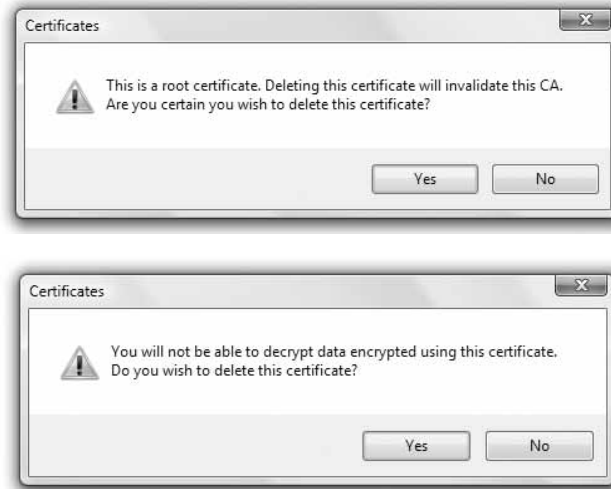 Certificates
This is a root certificate. Deleting this certificate will invalidate this CA.
Are you certain you wish to delete this certificate?
Yes
No
Certificates
You will not be able to decrypt data encrypted using this certificate.
Do you wish to delete this certificate?
Yes
No